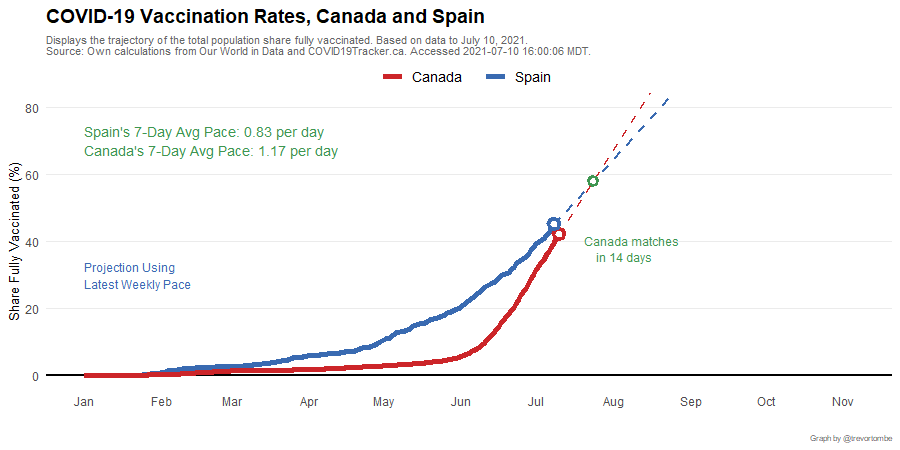 COVID-19 Vaccination Rates, Canada and Spain
Displays the trajectory of the total population share fully vaccinated. Based on data to July 10, 2021.
Source: Own calculations from Our World in Data and COVID19Tracker.ca. Accessed 2021-07-10 16:00:06 MDT.
Canada Spain
Share Fully Vaccinated (%)
80
60
40
20
0
Spain's 7-Day Avg Pace: 0.83 per day
Canada's 7-Day Avg Pace: 1.17 per day
Canada matches
in 14 days
Projection Using
Latest Weekly Pace
Jan Feb Mar Apr May Jun Jul Aug Sep Oct Nov
Graph by @trevortombe